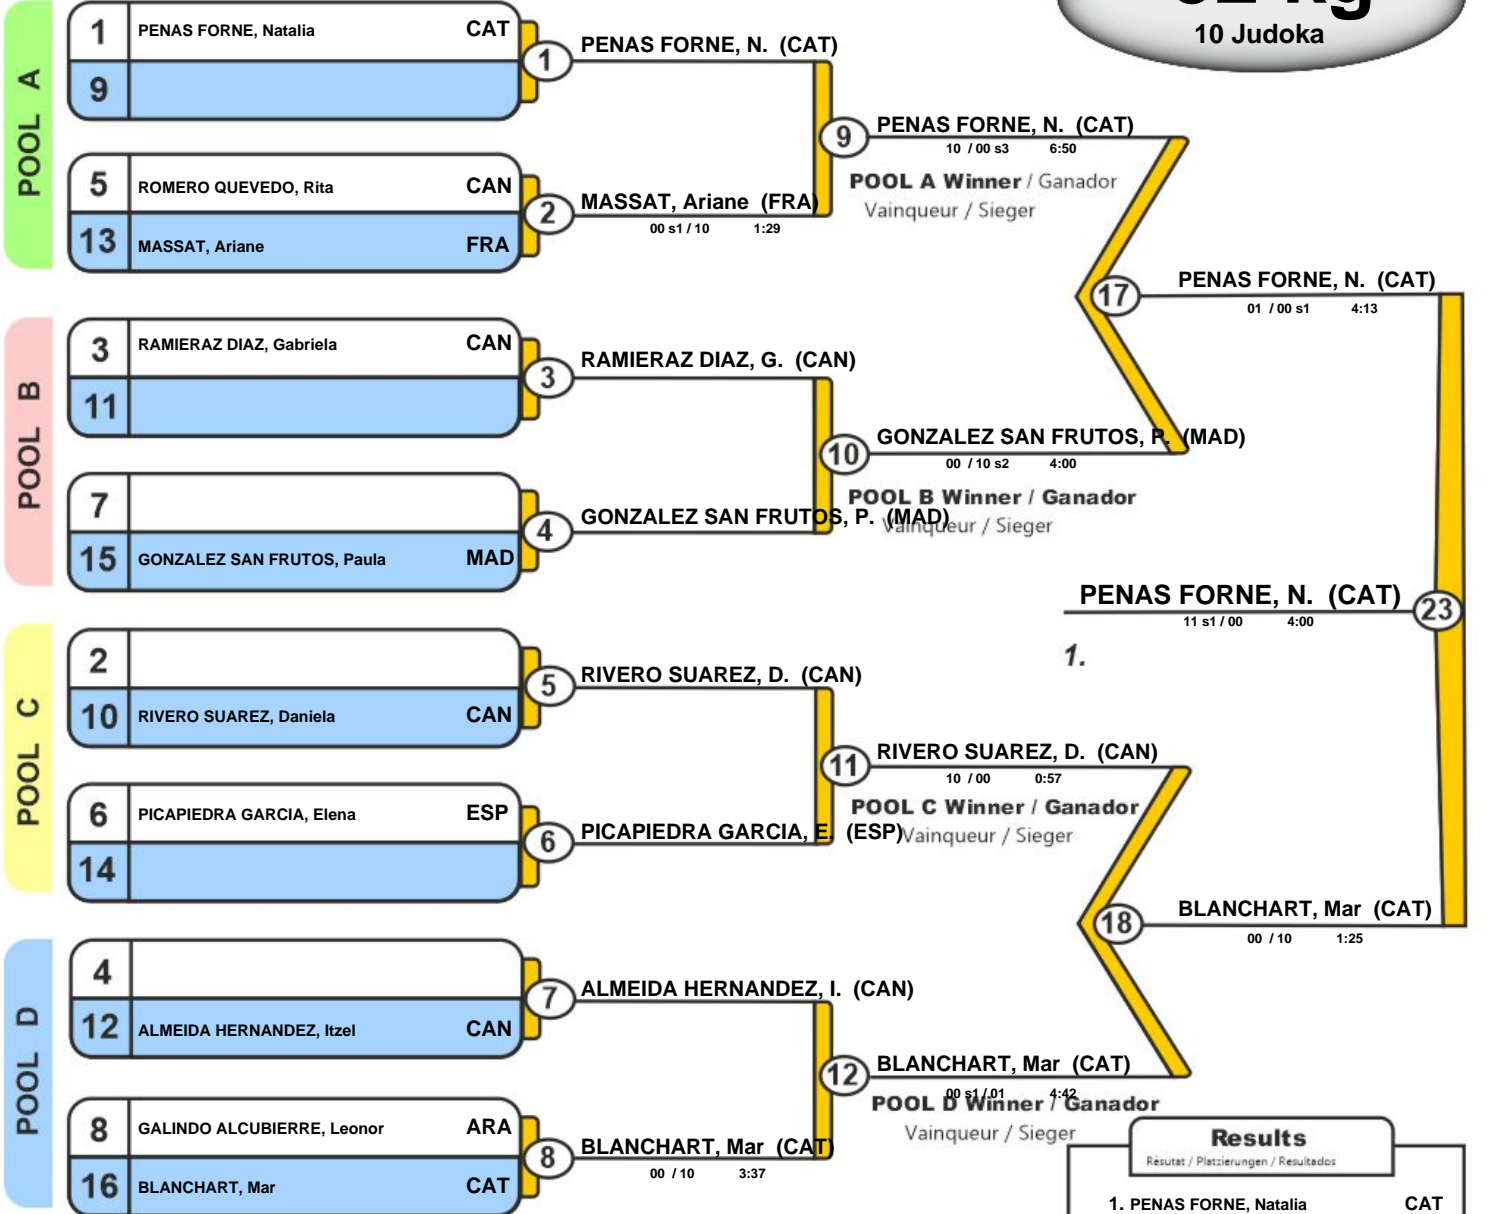 kg
10 Judoka
POOL A
1 PENAS FORNE, Natalia CAT
9
1
PENAS FORNE, N. (CAT)
5 ROMERO QUEVEDO, Rita CAN
13 MASSAT, Ariane FRA
2
MASSAT, Ariane (FRA)
00 s1 / 10 1:29
9
PENAS FORNE, N. (CAT)
10 / 00 s3 6:50
POOL A Winner / Ganador
Vainqueur / Sieger
POOL B
3 RAMIERAZ DIAZ, Gabriela CAN
11
3
RAMIERAZ DIAZ, G. (CAN)
7
15 GONZALEZ SAN FRUTOS, Paula MAD
4
GONZALEZ SAN FRUTOS, P. (MAD)
10
GONZALEZ SAN FRUTOS, P. (MAD)
00 / 10 s2 4:00
POOL B Winner / Ganador
Vainqueur / Sieger
17
PENAS FORNE, N. (CAT)
01 / 00 s1 4:13
PENAS FORNE, N. (CAT)
23
11 s1 / 00 4:00
1.
POOL C
2
10 RIVERO SUAREZ, Daniela CAN
5
RIVERO SUAREZ, D. (CAN)
6 PICAPIEDRA GARCIA, Elena ESP
14
6
PICAPIEDRA GARCIA, E. (ESP)
11
RIVERO SUAREZ, D. (CAN)
10 / 00 0:57
POOL C Winner / Ganador
Vainqueur / Sieger
18
BLANCHART, Mar (CAT)
00 / 10 1:25
POOL D
4
12 ALMEIDA HERNANDEZ, Itzel CAN
7
ALMEIDA HERNANDEZ, I. (CAN)
8 GALINDO ALCUBIERRE, Leonor ARA
16 BLANCHART, Mar CAT
8
BLANCHART, Mar (CAT)
00 / 10 3:37
12
BLANCHART, Mar (CAT)
00 s1 / 01 4:42
POOL D Winner / Ganador
Vainqueur / Sieger
Results
Résutat / Platzierungen / Resultados
1. PENAS FORNE, Natalia CAT